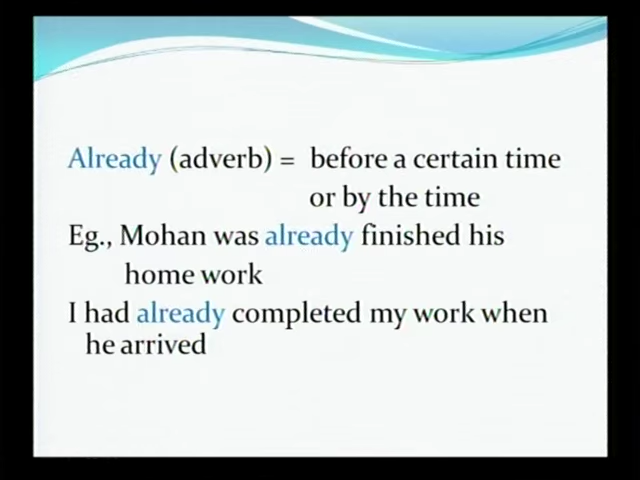 Already (adverb) = before a certain time
or by the time
Eg., Mohan was already finished his
home work
I had already completed my work when
he arrived